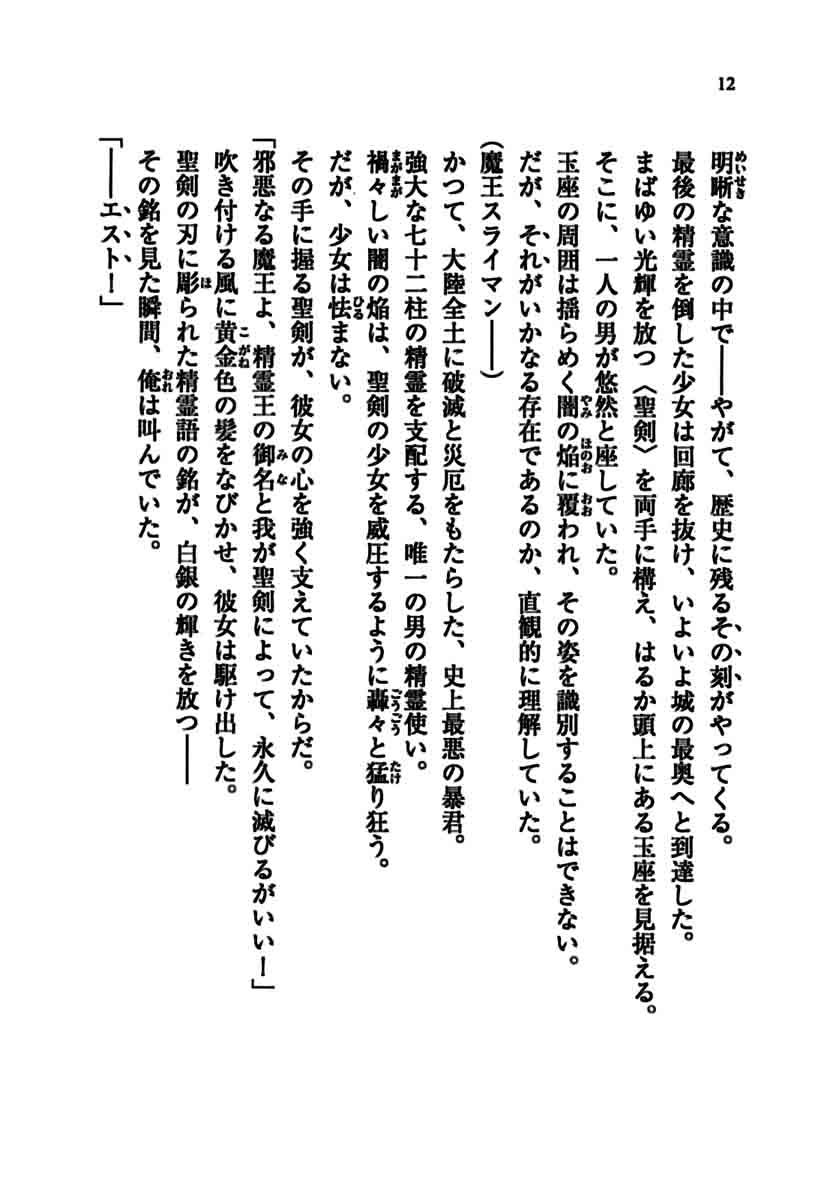 12
明晰な意識の中で――やがて、歴史に残るその刻がやってくる。
最後の精霊を倒した少女は回廊を抜け、いよいよ城の最奥へと到達した。
まばゆい光輝を放つ〈聖剣〉を両手に構え、はるか頭上にある玉座を見据える。
そこに、一人の男が悠然と座していた。
玉座の周囲は揺らめく闇の焔に覆われ、その姿を識別することはできない。
だが、それがいかなる存在であるのか、直観的に理解していた。
(魔王スライマン――)
かつて、大陸全土に破滅と災厄をもたらした、史上最悪の暴君。
強大な七十二柱の精霊を支配する、唯一の男の精霊使い。
禍々しい闇の焔は、聖剣の少女を威圧するように轟々と猛り狂う。
だが、少女は怯まない。
その手に握る聖剣が、彼女の心を強く支えていたからだ。
「邪悪なる魔王よ、精霊王の御名と我が聖剣によって、永久に滅びるがいい!」
吹き付ける風に黄金色の髪をなびかせ、彼女は駆け出した。
聖剣の刃に彫られた精霊語の銘が、白銀の輝きを放つ――
その銘を見た瞬間、俺は叫んでいた。
「――エスト!」